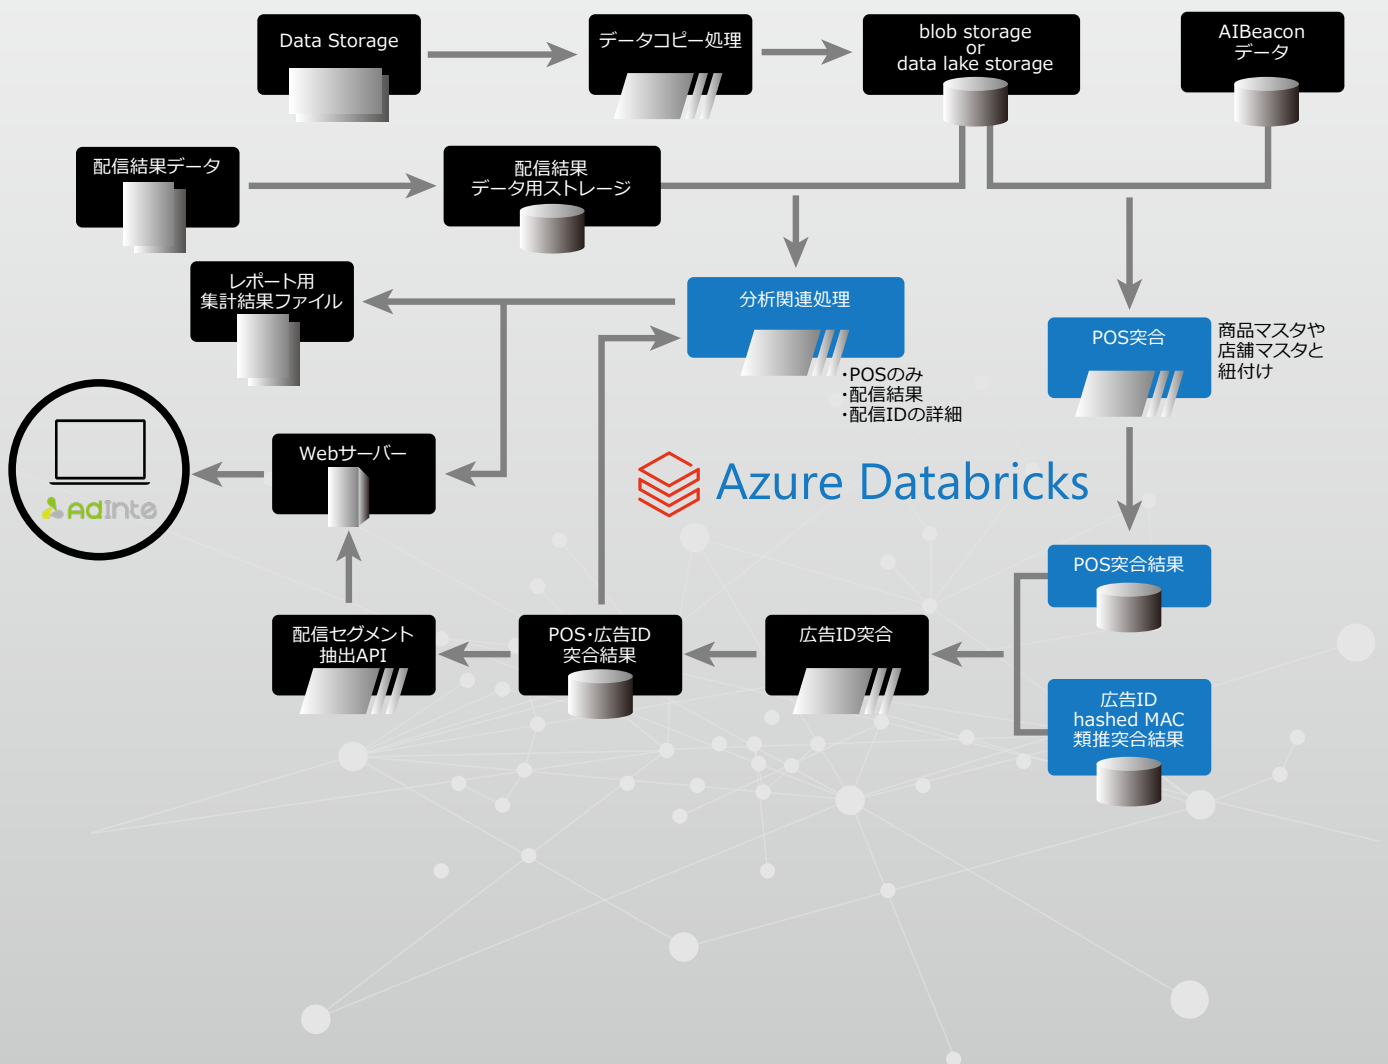 Data Storage
データコピー処理
blob storage
or
data lake storage
AIBeacon
データ
配信結果データ
配信結果
データ用ストレージ
レポート用
集計結果ファイル
分析関連処理
・POSのみ
・配信結果
・配信IDの詳細
POS突合
商品マスタや
店舗マスタと
紐付け
Webサーバー
AdInte
Azure Databricks
POS突合結果
配信セグメント
抽出API
POS・広告ID
突合結果
広告ID突合
広告ID
hashed MAC
類推突合結果